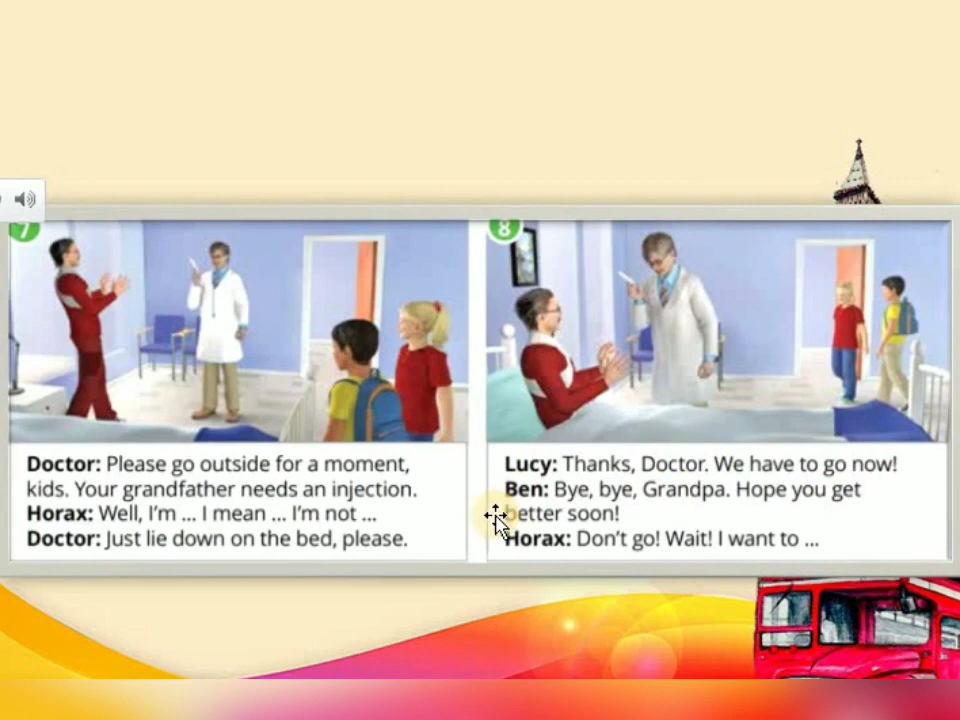 7
Doctor: Please go outside for a moment,
kids. Your grandfather needs an injection.
Horax: Well, I'm ... I mean ... I'm not ...
Doctor: Just lie down on the bed, please.
8
Lucy: Thanks, Doctor. We have to go now!
Ben: Bye, bye, Grandpa. Hope you get
better soon!
Horax: Don't go! Wait! I want to ...